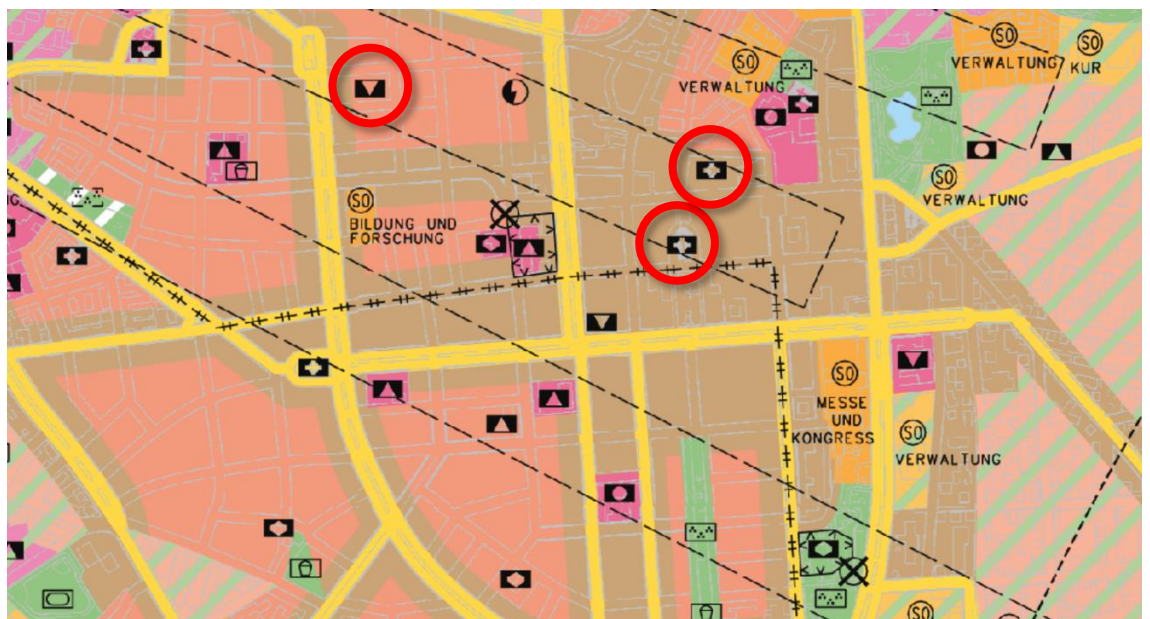 SO
VERWALTUNG
SO
KUR
SO
VERWALTUNG
SO
VERWALTUNG
SO
BILDUNG UND
FORSCHUNG
SO
MESSE
UND
KONGRESS
SO
VERWALTUNG
SO